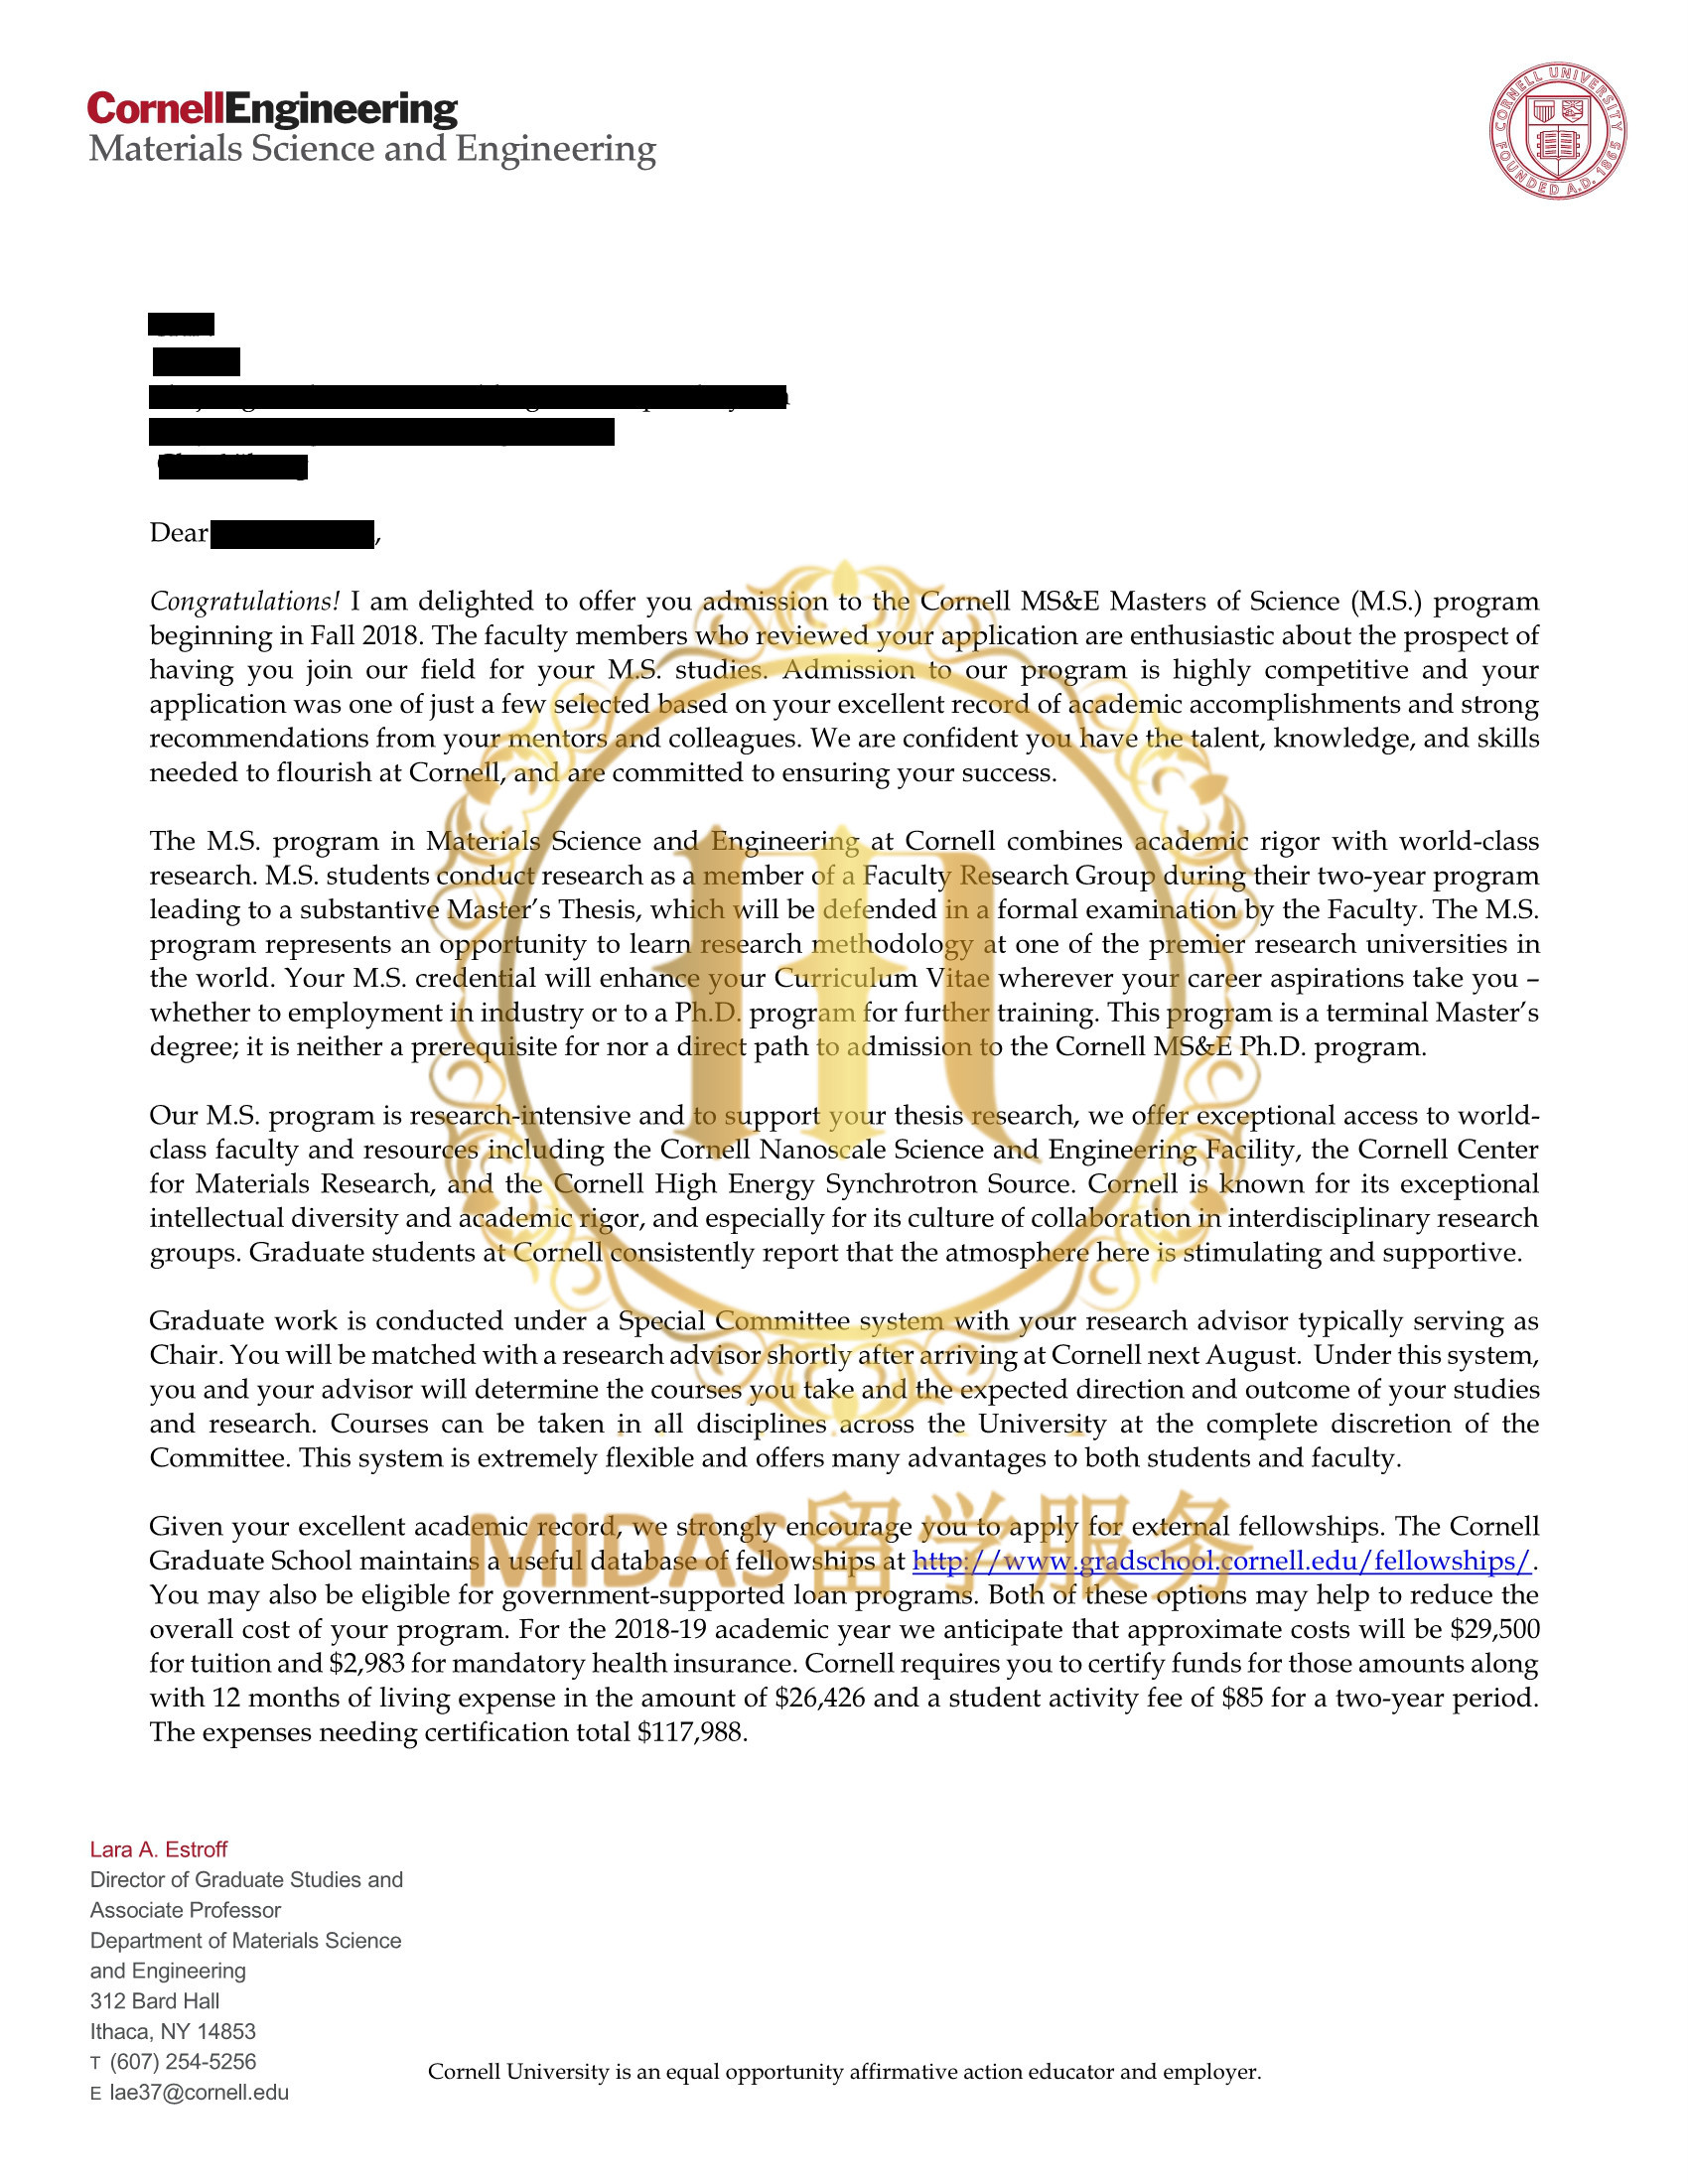 CornellEngineering
Materials Science and Engineering
CORNELL UNIVERSITY
FOUNDED A.D. 1865
Dear ,
Congratulations! I am delighted to offer you admission to the Cornell MS&E Masters of Science (M.S.) program
beginning in Fall 2018. The faculty members who reviewed your application are enthusiastic about the prospect of
having you join our field for your M.S. studies. Admission to our program is highly competitive and your
application was one of just a few selected based on your excellent record of academic accomplishments and strong
recommendations from your mentors and colleagues. We are confident you have the talent, knowledge, and skills
needed to flourish at Cornell, and are committed to ensuring your success.
The M.S. program in Materials Science and Engineering at Cornell combines academic rigor with world-class
research. M.S. students conduct research as a member of a Faculty Research Group during their two-year program
leading to a substantive Master’s Thesis, which will be defended in a formal examination by the Faculty. The M.S.
program represents an opportunity to learn research methodology at one of the premier research universities in
the world. Your M.S. credential will enhance your Curriculum Vitae wherever your career aspirations take you –
whether to employment in industry or to a Ph.D. program for further training. This program is a terminal Master’s
degree; it is neither a prerequisite for nor a direct path to admission to the Cornell MS&E Ph.D. program.
Our M.S. program is research-intensive and to support your thesis research, we offer exceptional access to world-
class faculty and resources including the Cornell Nanoscale Science and Engineering Facility, the Cornell Center
for Materials Research, and the Cornell High Energy Synchrotron Source. Cornell is known for its exceptional
intellectual diversity and academic rigor, and especially for its culture of collaboration in interdisciplinary research
groups. Graduate students at Cornell consistently report that the atmosphere here is stimulating and supportive.
Graduate work is conducted under a Special Committee system with your research advisor typically serving as
Chair. You will be matched with a research advisor shortly after arriving at Cornell next August. Under this system,
you and your advisor will determine the courses you take and the expected direction and outcome of your studies
and research. Courses can be taken in all disciplines across the University at the complete discretion of the
Committee. This system is extremely flexible and offers many advantages to both students and faculty.
MIDAS留学服务
Given your excellent academic record, we strongly encourage you to apply for external fellowships. The Cornell
Graduate School maintains a useful database of fellowships at http://www.gradschool.cornell.edu/fellowships/.
You may also be eligible for government-supported loan programs. Both of these options may help to reduce the
overall cost of your program. For the 2018-19 academic year we anticipate that approximate costs will be $29,500
for tuition and $2,983 for mandatory health insurance. Cornell requires you to certify funds for those amounts along
with 12 months of living expense in the amount of $26,426 and a student activity fee of $85 for a two-year period.
The expenses needing certification total $117,988.
Lara A. Estroff
Director of Graduate Studies and
Associate Professor
Department of Materials Science
and Engineering
312 Bard Hall
Ithaca, NY 14853
T (607) 254-5256
E lae37@cornell.edu
Cornell University is an equal opportunity affirmative action educator and employer.